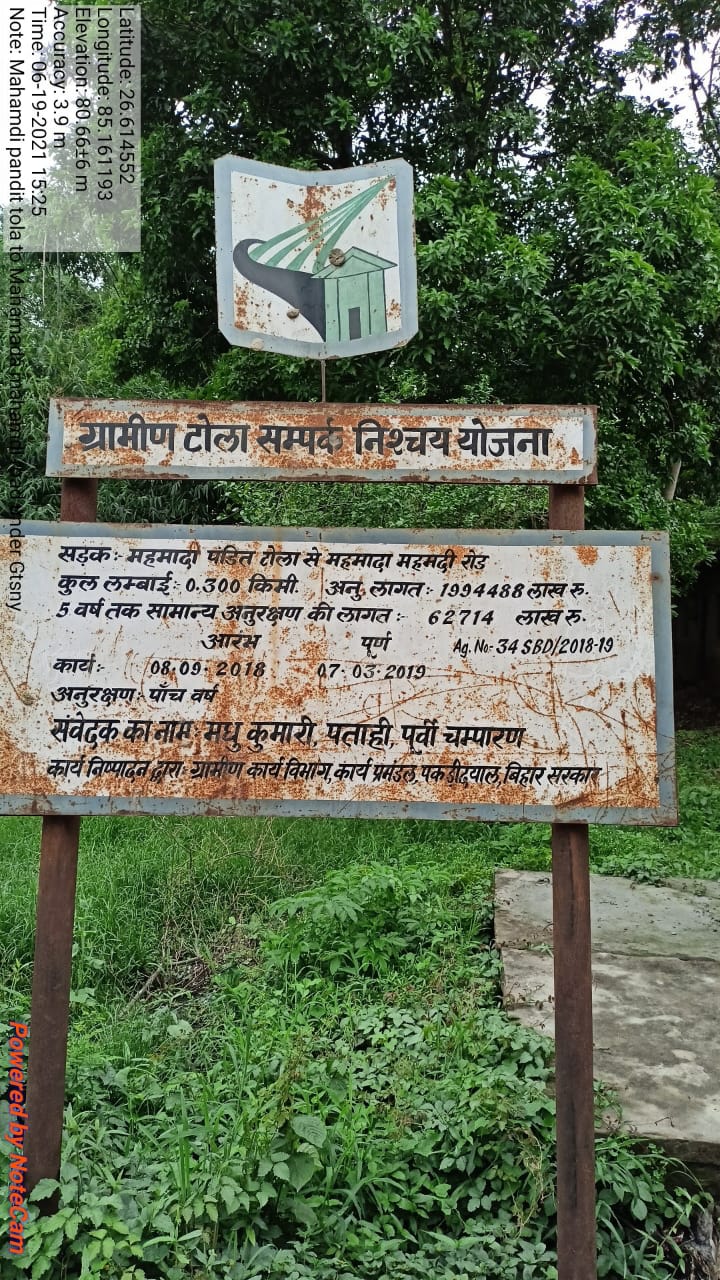 Latitude: 26.614552
Longitude: 85.161193
Elevation: 80.66±6 m
Accuracy: 3.9 m
Time: 06-19-2021 15:25
Note: Mahamdi pandit tola to Gtsny
ग्रामीण टोला सम्पर्क निश्चय योजना
सड़क:- महमादी पंडित टोला से महमादा महमदी रोड
कुल लम्बाई:- 0.300 किमी. अनु. लागत:- 1994488 लाख रु.
5 वर्ष तक सामान्य अनुरक्षण की लागत:- 62714 लाख रु.
आरंभ पूर्ण Ag. No:- 34 SBD/2018-19
कार्य:- 08.09.2018 07.03.2019
अनुरक्षण:- पाँच वर्ष
संवेदक का नाम:- मधु कुमारी, पताही, पूर्वी चम्पारण
कार्य निष्पादन द्वारा:- ग्रामीण कार्य विभाग, कार्य प्रमंडल, पकड़ीदयाल, बिहार सरकार
Powered by NoteCam